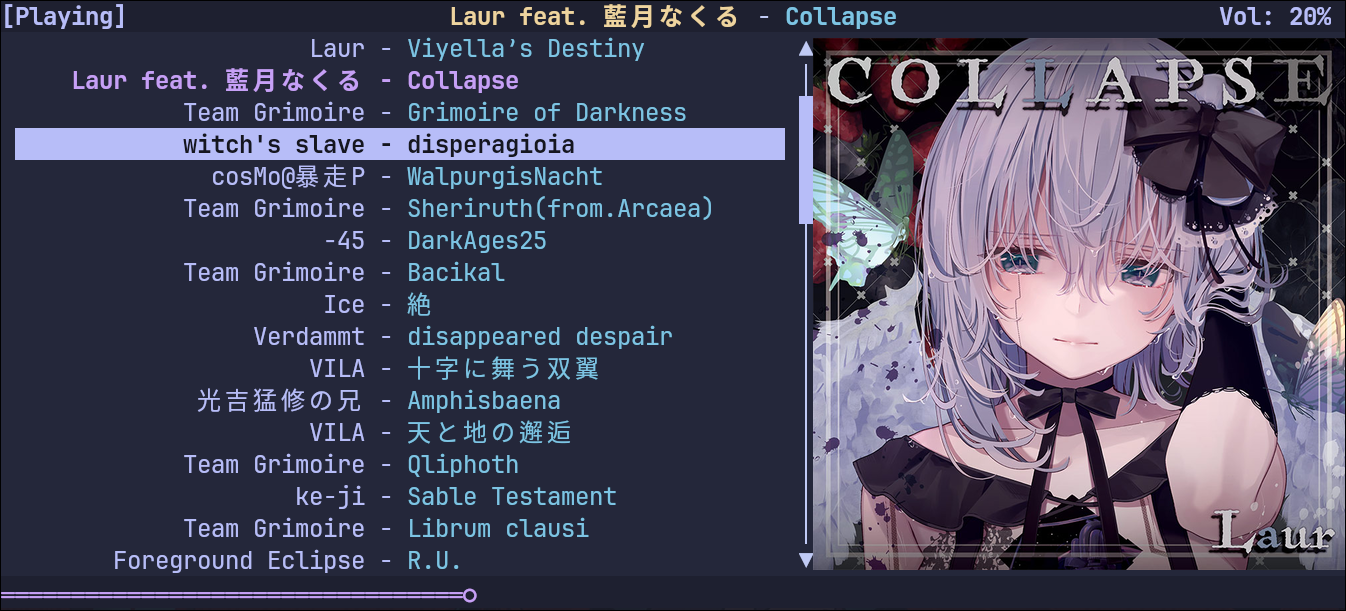 [Playing] Laur feat. 藍月なくる - Collapse Vol: 20%
Laur - Viyella’s Destiny
Laur feat. 藍月なくる - Collapse
Team Grimoire - Grimoire of Darkness
witch's slave - disperagioia
cosMo@暴走P - WalpurgisNacht
Team Grimoire - Sheriruth(from.Arcaea)
-45 - DarkAges25
Team Grimoire - Bacikal
Ice - 絶
Verdammt - disappeared despair
VILA - 十字に舞う双翼
光吉猛修の兄 - Amphisbaena
VILA - 天と地の邂逅
Team Grimoire - Qliphoth
ke-ji - Sable Testament
Team Grimoire - Librum clausi
Foreground Eclipse - R.U.
COLLAPSE
Laur